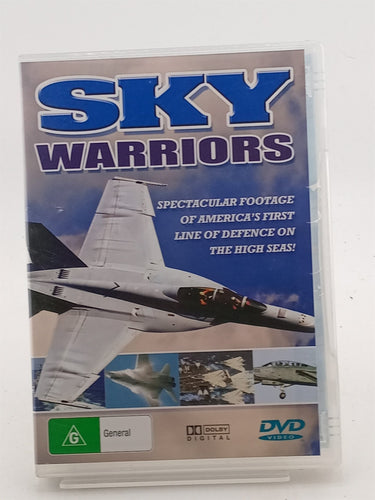 SKY
WARRIORS
SPECTACULAR FOOTAGE
OF AMERICA'S FIRST
LINE OF DEFENCE ON
THE HIGH SEAS!
G
General
DOLBY
DIGITAL
DVD
VIDEO